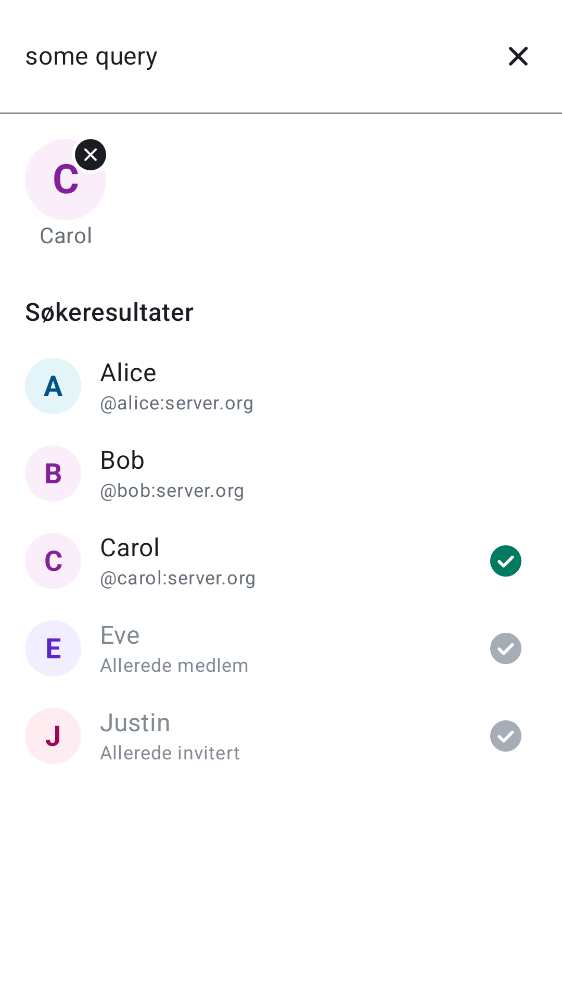 some query
C
Carol
Søkeresultater
A
Alice
@alice:server.org
B
Bob
@bob:server.org
C
Carol
@carol:server.org
E
Eve
Allerede medlem
J
Justin
Allerede invitert